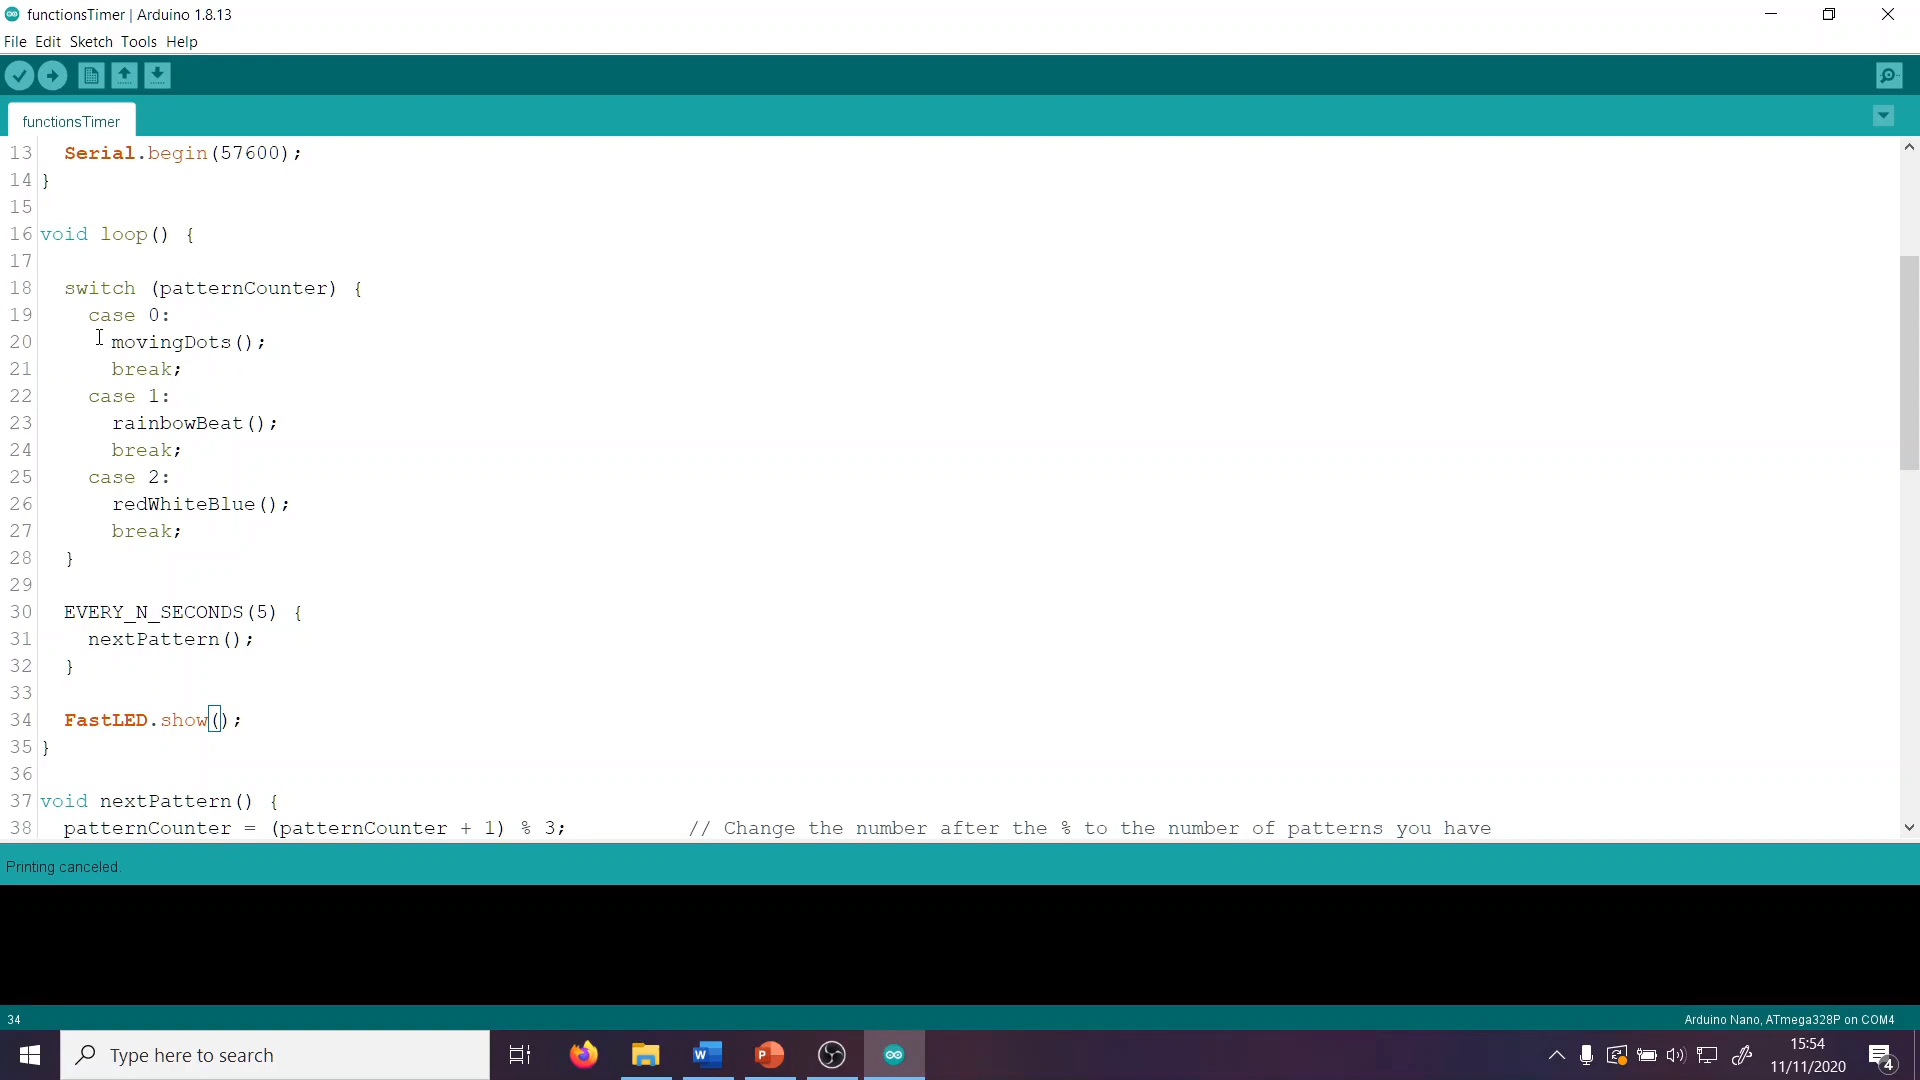 functionsTimer | Arduino 1.8.13
File Edit Sketch Tools Help
functionsTimer
13 Serial.begin(57600);
14 }
15
16 void loop() {
17
18 switch (patternCounter) {
19 case 0:
20 movingDots();
21 break;
22 case 1:
23 rainbowBeat();
24 break;
25 case 2:
26 redWhiteBlue();
27 break;
28 }
29
30 EVERY_N_SECONDS(5) {
31 nextPattern();
32 }
33
34 FastLED.show();
35 }
36
37 void nextPattern() {
38 patternCounter = (patternCounter + 1) % 3; // Change the number after the % to the number of patterns you have
Printing canceled.
34 Arduino Nano, ATmega328P on COM4
Type here to search
15:54
11/11/2020
4